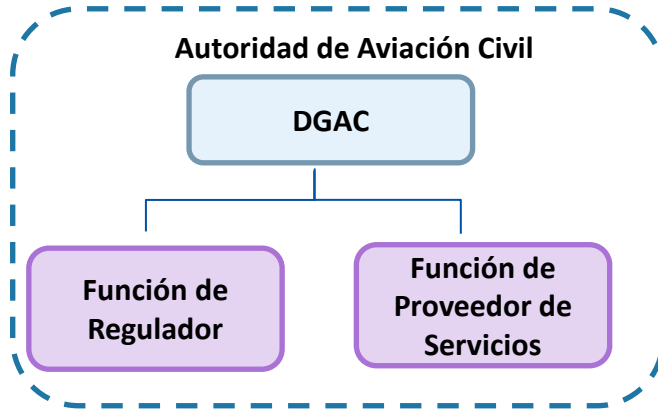 Autoridad de Aviación Civil
DGAC
Función de
Regulador
Función de
Proveedor de
Servicios